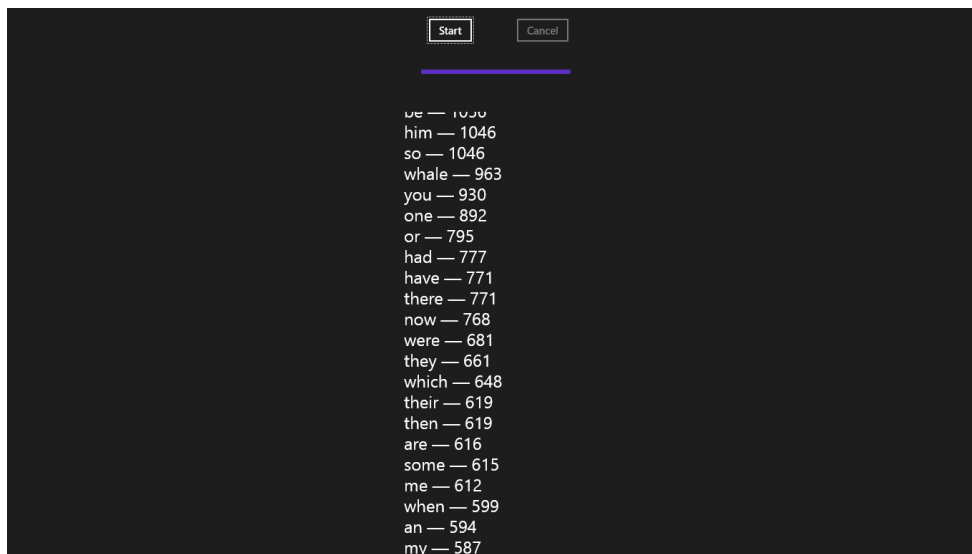 Start
Cancel
be — 1056
him — 1046
so — 1046
whale — 963
you — 930
one — 892
or — 795
had — 777
have — 771
there — 771
now — 768
were — 681
they — 661
which — 648
their — 619
then — 619
are — 616
some — 615
me — 612
when — 599
an — 594
my — 587